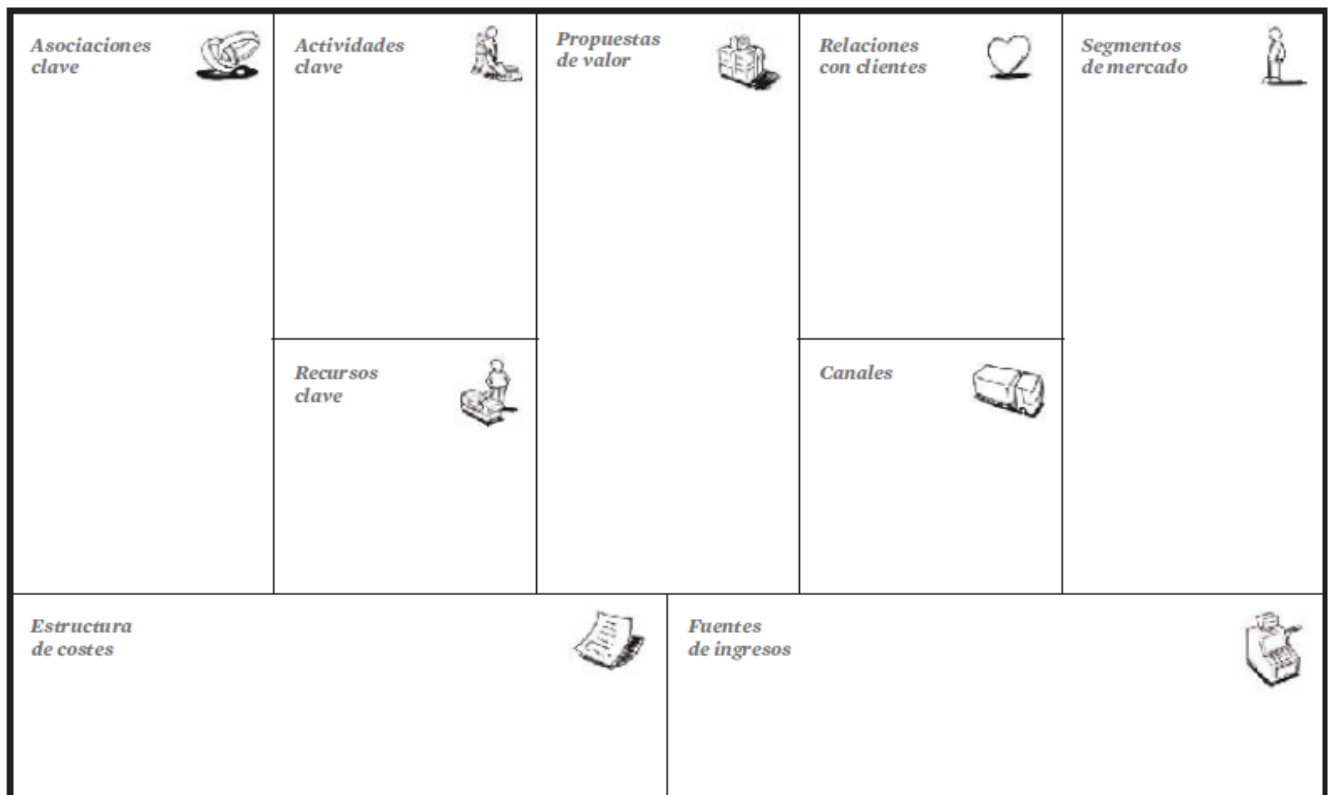 Asociaciones
clave
Actividades
clave
Propuestas
de valor
Relaciones
con clientes
Segmentos
de mercado
Recursos
clave
Canales
Estructura
de costes
Fuentes
de ingresos